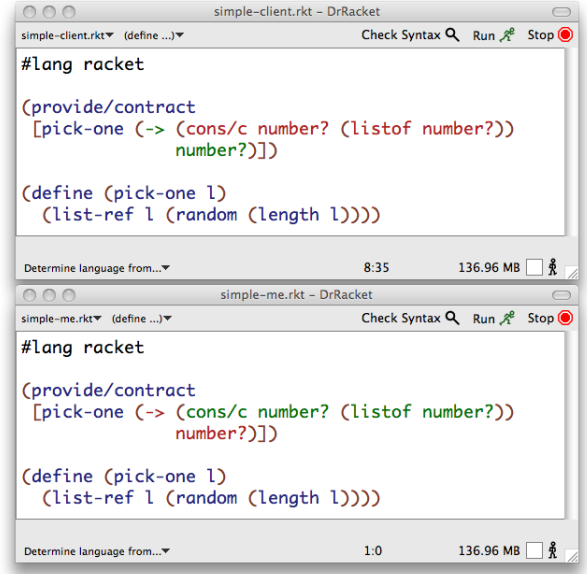 simple-client.rkt – DrRacket
simple-client.rkt▾ (define ...)▾ Check Syntax Run Stop
#lang racket
(provide/contract
[pick-one (-> (cons/c number? (listof number?))
number?)])
(define (pick-one l)
(list-ref l (random (length l))))
Determine language from...▾ 8:35 136.96 MB
simple-me.rkt – DrRacket
simple-me.rkt▾ (define ...)▾ Check Syntax Run Stop
#lang racket
(provide/contract
[pick-one (-> (cons/c number? (listof number?))
number?)])
(define (pick-one l)
(list-ref l (random (length l))))
Determine language from...▾ 1:0 136.96 MB